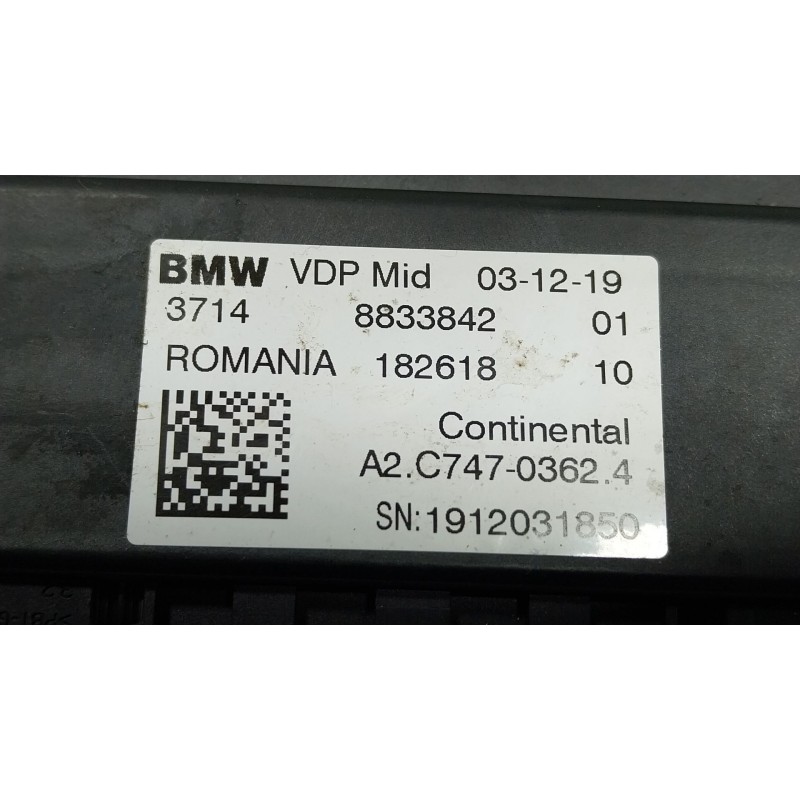 BMW VDP Mid 03-12-19
3714 8833842 01
ROMANIA 182618 10
Continental
A2.C747-0362.4
SN:1912031850